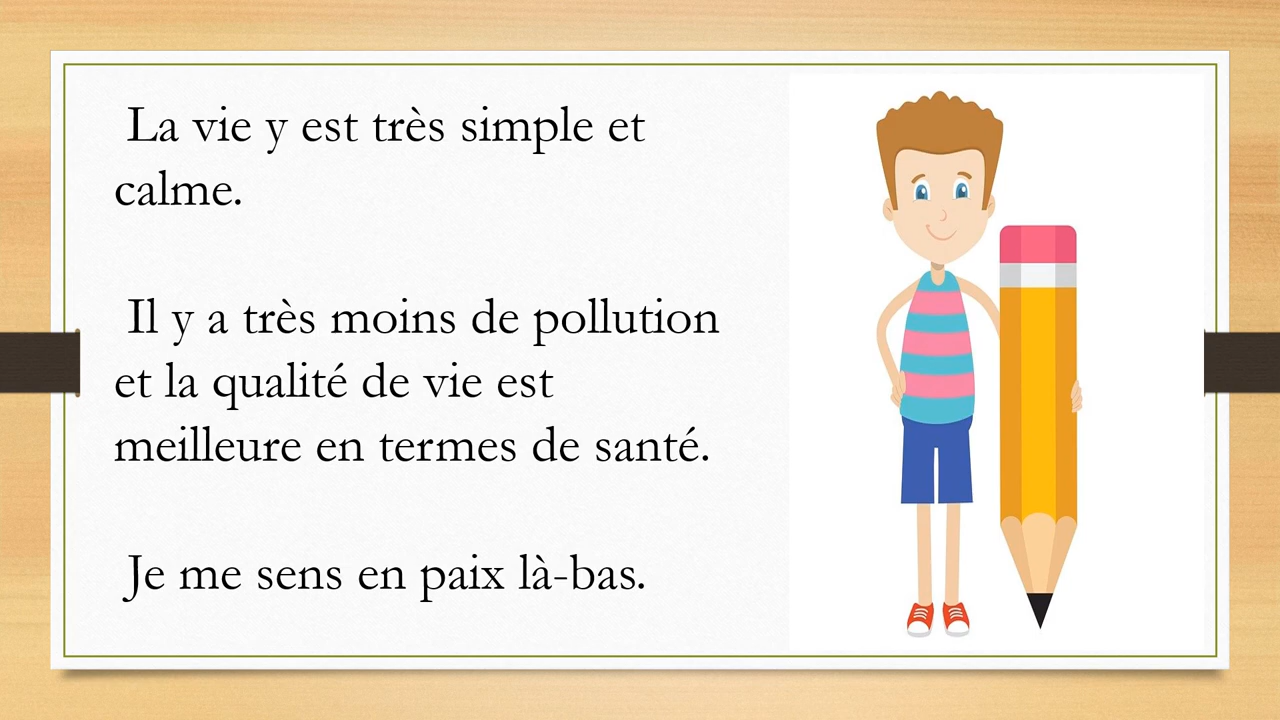 La vie y est très simple et
calme.
Il y a très moins de pollution
et la qualité de vie est
meilleure en termes de santé.
Je me sens en paix là-bas.